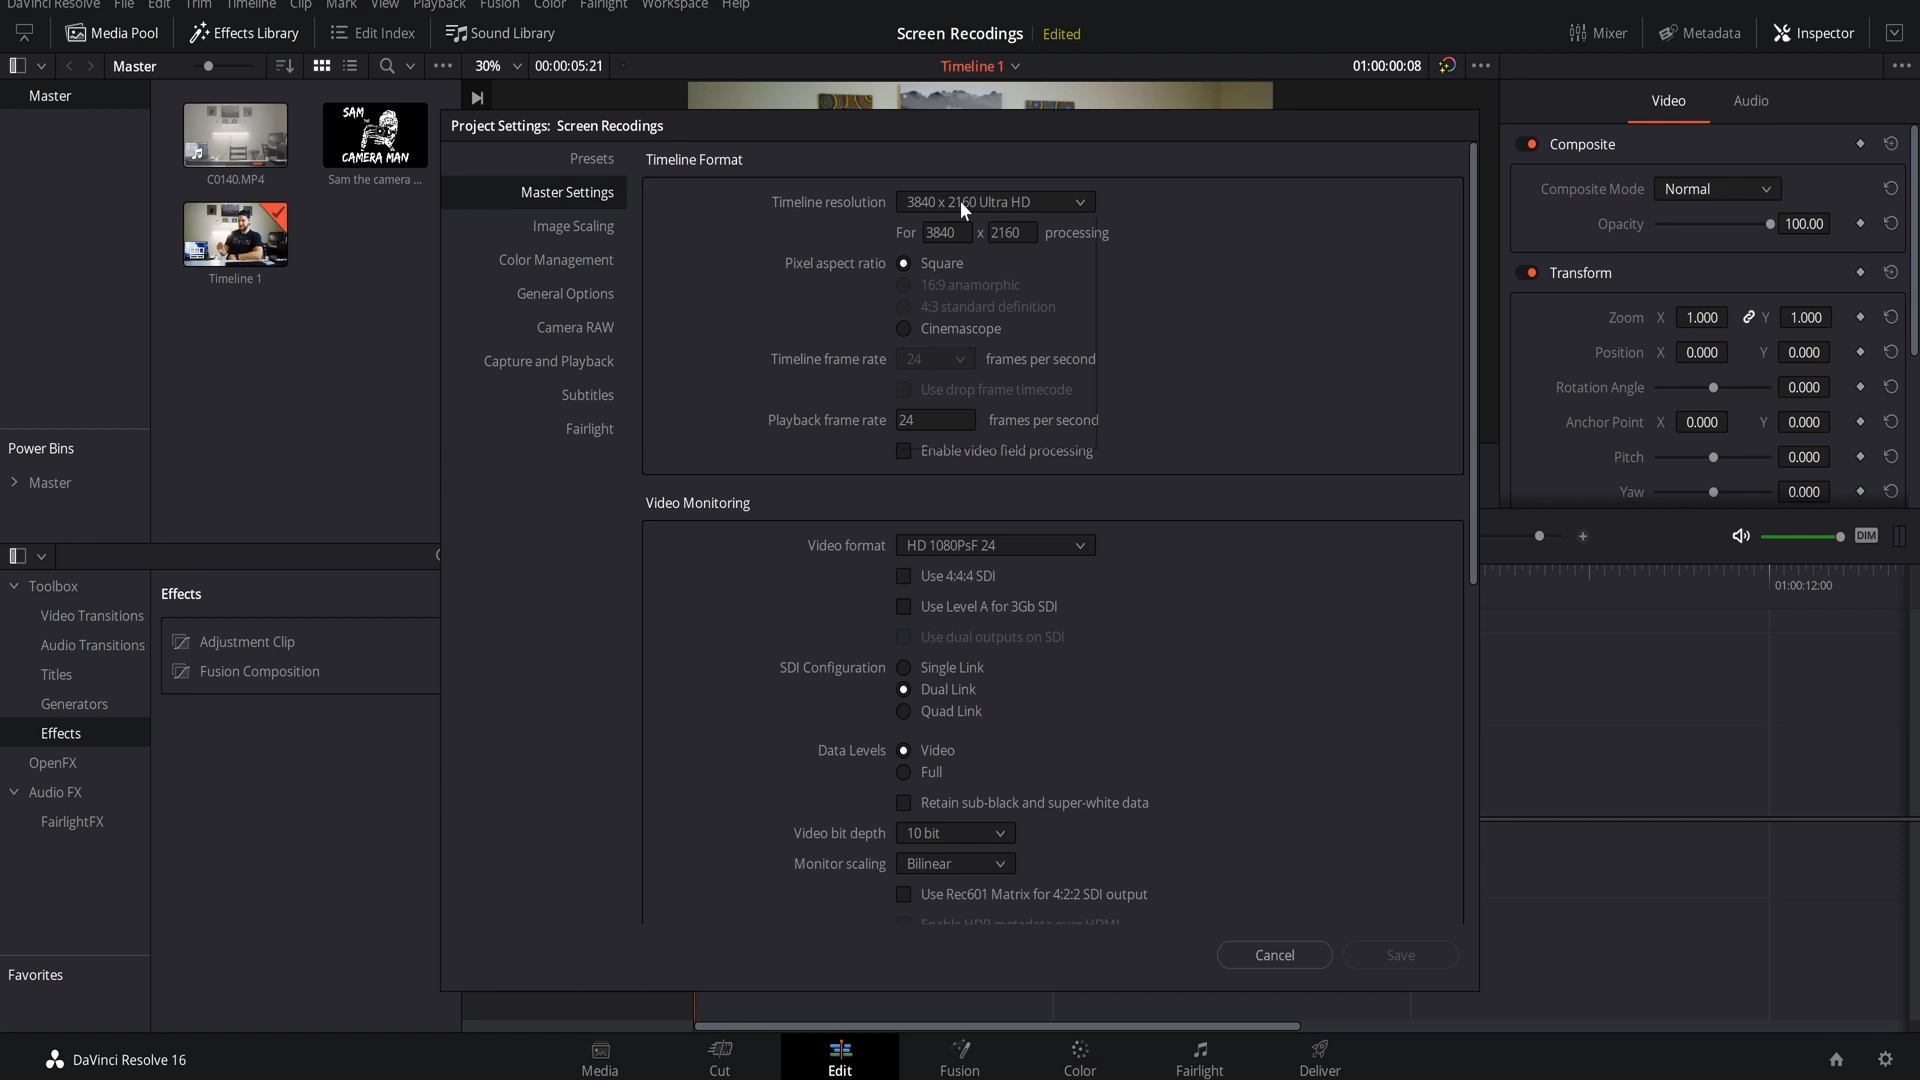 DaVinci Resolve File Edit Trim Timeline Clip Mark View Playback Fusion Color Fairlight Workspace Help
Media Pool Effects Library Edit Index Sound Library Screen Recodings Edited Mixer Metadata Inspector
Master 30% 00:00:05:21 Timeline 1 01:00:00:08
Master
Video Audio
SAM
THE
CAMERA MAN
C0140.MP4 Sam the camera ...
Timeline 1
Project Settings: Screen Recodings
Presets
Master Settings
Image Scaling
Color Management
General Options
Camera RAW
Capture and Playback
Subtitles
Fairlight
Timeline Format
Timeline resolution 3840 x 2160 Ultra HD
For 3840 x 2160 processing
Pixel aspect ratio Square
16:9 anamorphic
4:3 standard definition
Cinemascope
Timeline frame rate 24 frames per second
Use drop frame timecode
Playback frame rate 24 frames per second
Enable video field processing
Video Monitoring
Video format HD 1080PsF 24
Use 4:4:4 SDI
Use Level A for 3Gb SDI
Use dual outputs on SDI
SDI Configuration Single Link
Dual Link
Quad Link
Data Levels Video
Full
Retain sub-black and super-white data
Video bit depth 10 bit
Monitor scaling Bilinear
Use Rec601 Matrix for 4:2:2 SDI output
Enable HDR metadata over HDMI
Cancel Save
Composite
Composite Mode Normal
Opacity 100.00
Transform
Zoom X 1.000 Y 1.000
Position X 0.000 Y 0.000
Rotation Angle 0.000
Anchor Point X 0.000 Y 0.000
Pitch 0.000
Yaw 0.000
DIM
01:00:12:00
Power Bins
Master
Toolbox
Video Transitions
Audio Transitions
Titles
Generators
Effects
OpenFX
Audio FX
FairlightFX
Favorites
Effects
Adjustment Clip
Fusion Composition
DaVinci Resolve 16
Media Cut Edit Fusion Color Fairlight Deliver